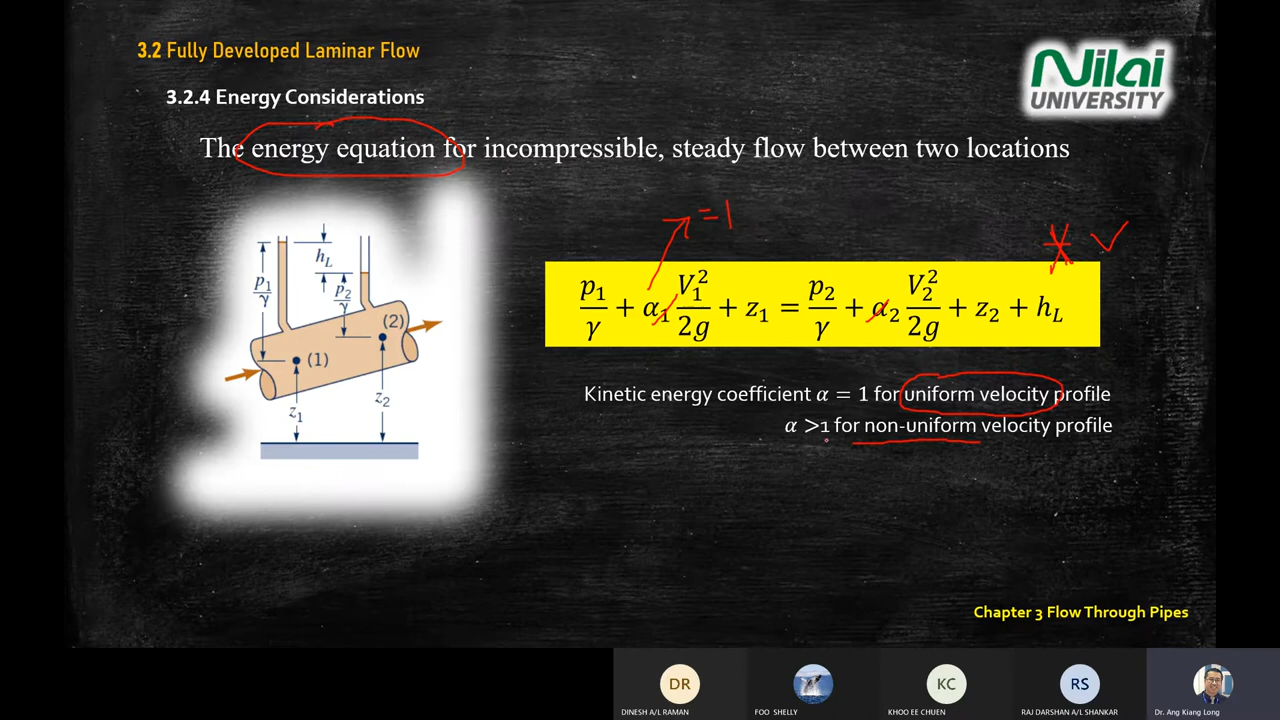 3.2 Fully Developed Laminar Flow
3.2.4 Energy Considerations
Nilai
UNIVERSITY
The energy equation for incompressible, steady flow between two locations
= 1
h_L
p₁/γ
p₂/γ
(2)
(1)
z₂
z₁
p₁/γ + α₁ V₁²/2g + z₁ = p₂/γ + α₂ V₂²/2g + z₂ + h_L
Kinetic energy coefficient α = 1 for uniform velocity profile
α >1 for non-uniform velocity profile
Chapter 3 Flow Through Pipes
DR
KC
RS
DINESH A/L RAMAN
FOO SHELLY
KHOO EE CHUEN
RAJ DARSHAN A/L SHANKAR
Dr. Ang Kiang Long